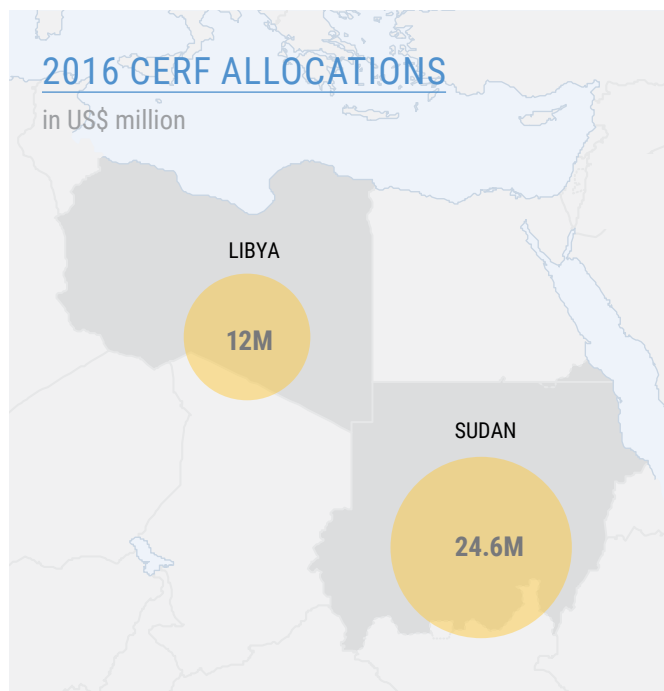 2016 CERF ALLOCATIONS
in US$ million
LIBYA
12M
SUDAN
24.6M